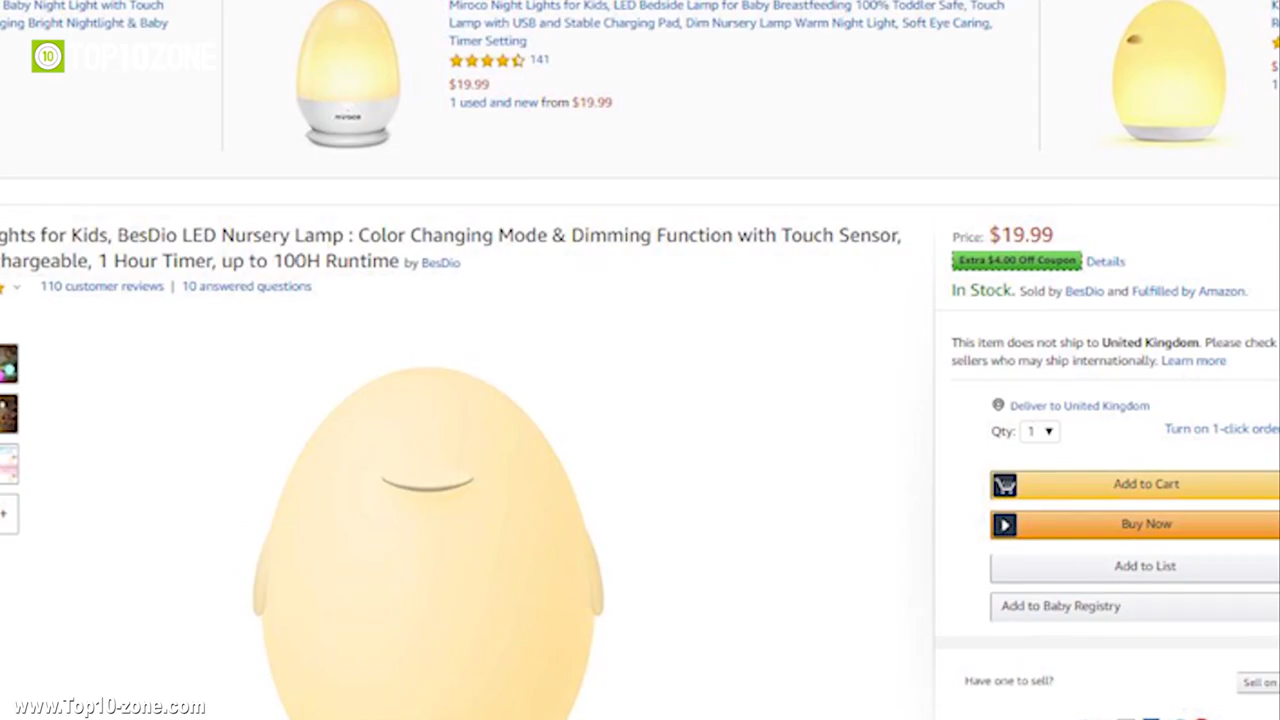 Baby Night Light with Touch
ging Bright Nightlight & Baby
10
TOP10ZONE
Miroco Night Lights for Kids, LED Bedside Lamp for Baby Breastfeeding 100% Toddler Safe, Touch
Lamp with USB and Stable Charging Pad, Dim Nursery Lamp Warm Night Light, Soft Eye Caring,
Timer Setting
141
$19.99
1 used and new from $19.99
miroco
$
1
ghts for Kids, BesDio LED Nursery Lamp : Color Changing Mode & Dimming Function with Touch Sensor,
hargeable, 1 Hour Timer, up to 100H Runtime by BesDio
110 customer reviews | 10 answered questions
Price: $19.99
Extra $4.00 Off Coupon Details
In Stock. Sold by BesDio and Fulfilled by Amazon.
This item does not ship to United Kingdom. Please check
sellers who may ship internationally. Learn more
Deliver to United Kingdom
Qty: 1
Turn on 1-click orde
Add to Cart
Buy Now
Add to List
Add to Baby Registry
Have one to sell?
Sell on
www.Top10-zone.com